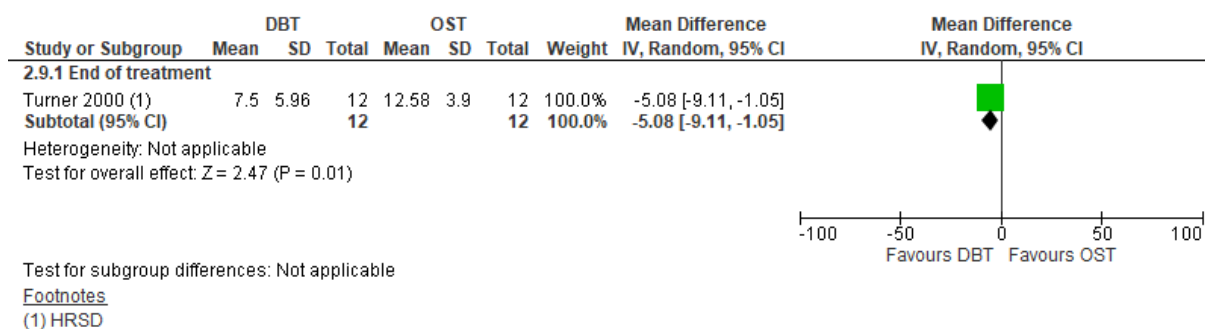 DBT OST Mean Difference Mean Difference
Study or Subgroup Mean SD Total Mean SD Total Weight IV, Random, 95% CI IV, Random, 95% CI
2.9.1 End of treatment
Turner 2000 (1) 7.5 5.96 12 12.58 3.9 12 100.0% -5.08 [-9.11, -1.05]
Subtotal (95% CI) 12 12 100.0% -5.08 [-9.11, -1.05]
Heterogeneity: Not applicable
Test for overall effect: Z = 2.47 (P = 0.01)
-100 -50 0 50 100
Favours DBT Favours OST
Test for subgroup differences: Not applicable
Footnotes
(1) HRSD